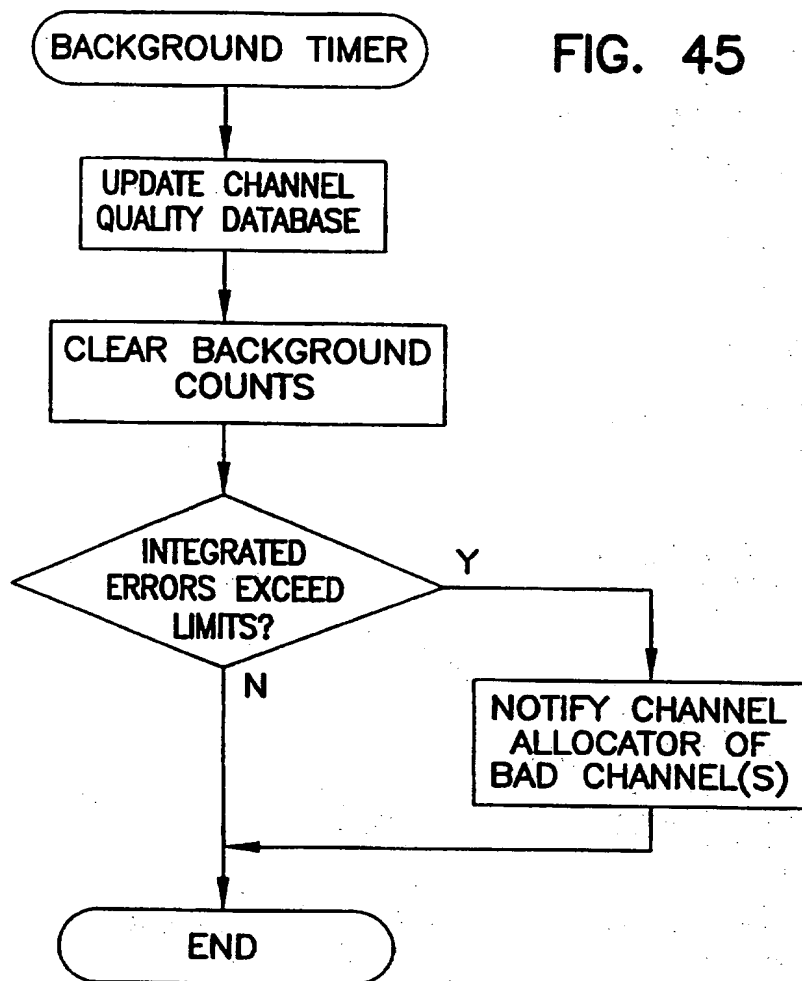 BACKGROUND TIMER
FIG. 45
UPDATE CHANNEL
QUALITY DATABASE
CLEAR BACKGROUND
COUNTS
INTEGRATED
ERRORS EXCEED
LIMITS?
Y
N
NOTIFY CHANNEL
ALLOCATOR OF
BAD CHANNEL(S)
END